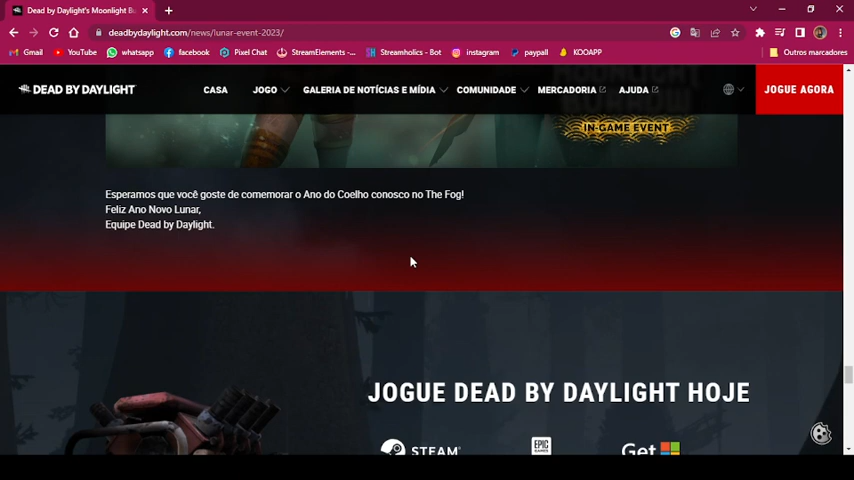 Dead by Daylight's Moonlight Bu
deadbydaylight.com/news/lunar-event-2023/
Gmail YouTube whatsapp facebook Pixel Chat StreamElements -... Streamholics - Bot instagram paypall KOOAPP Outros marcadores
DEAD BY DAYLIGHT CASA JOGO GALERIA DE NOTÍCIAS E MÍDIA COMUNIDADE MERCADORIA AJUDA JOGUE AGORA
IN-GAME EVENT
Esperamos que você goste de comemorar o Ano do Coelho conosco no The Fog!
Feliz Ano Novo Lunar,
Equipe Dead by Daylight.
JOGUE DEAD BY DAYLIGHT HOJE
STEAM EPIC GAMES Get